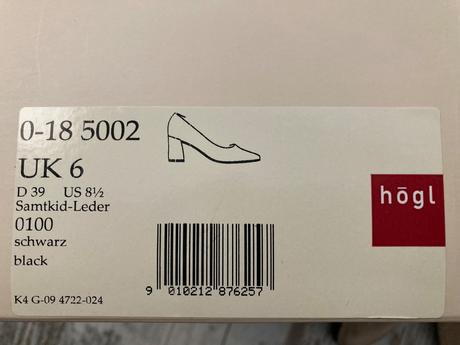 0-18 5002
UK 6
D 39 US 8½
Samtkid-Leder
0100
schwarz
black
högl
9 010212 876257
K4 G-09 4722-024